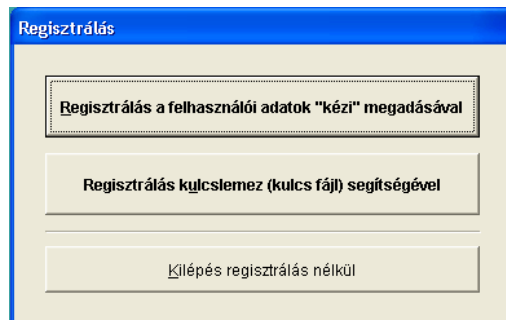 Regisztrálás
Regisztrálás a felhasználói adatok "kézi" megadásával
Regisztrálás kulcslemez (kulcs fájl) segítségével
Kilépés regisztrálás nélkül